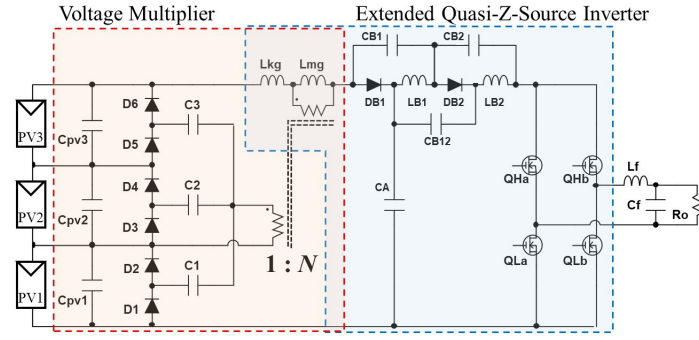 Voltage Multiplier
Extended Quasi-Z-Source Inverter
CB1
CB2
Lkg
Lmg
D6
C3
DB1
LB1
DB2
LB2
PV3
Cpv3
D5
CB12
D4
C2
CA
QHa
QHb
Lf
PV2
Cpv2
D3
Cf
Ro
D2
C1
1 : N
QLa
QLb
PV1
Cpv1
D1